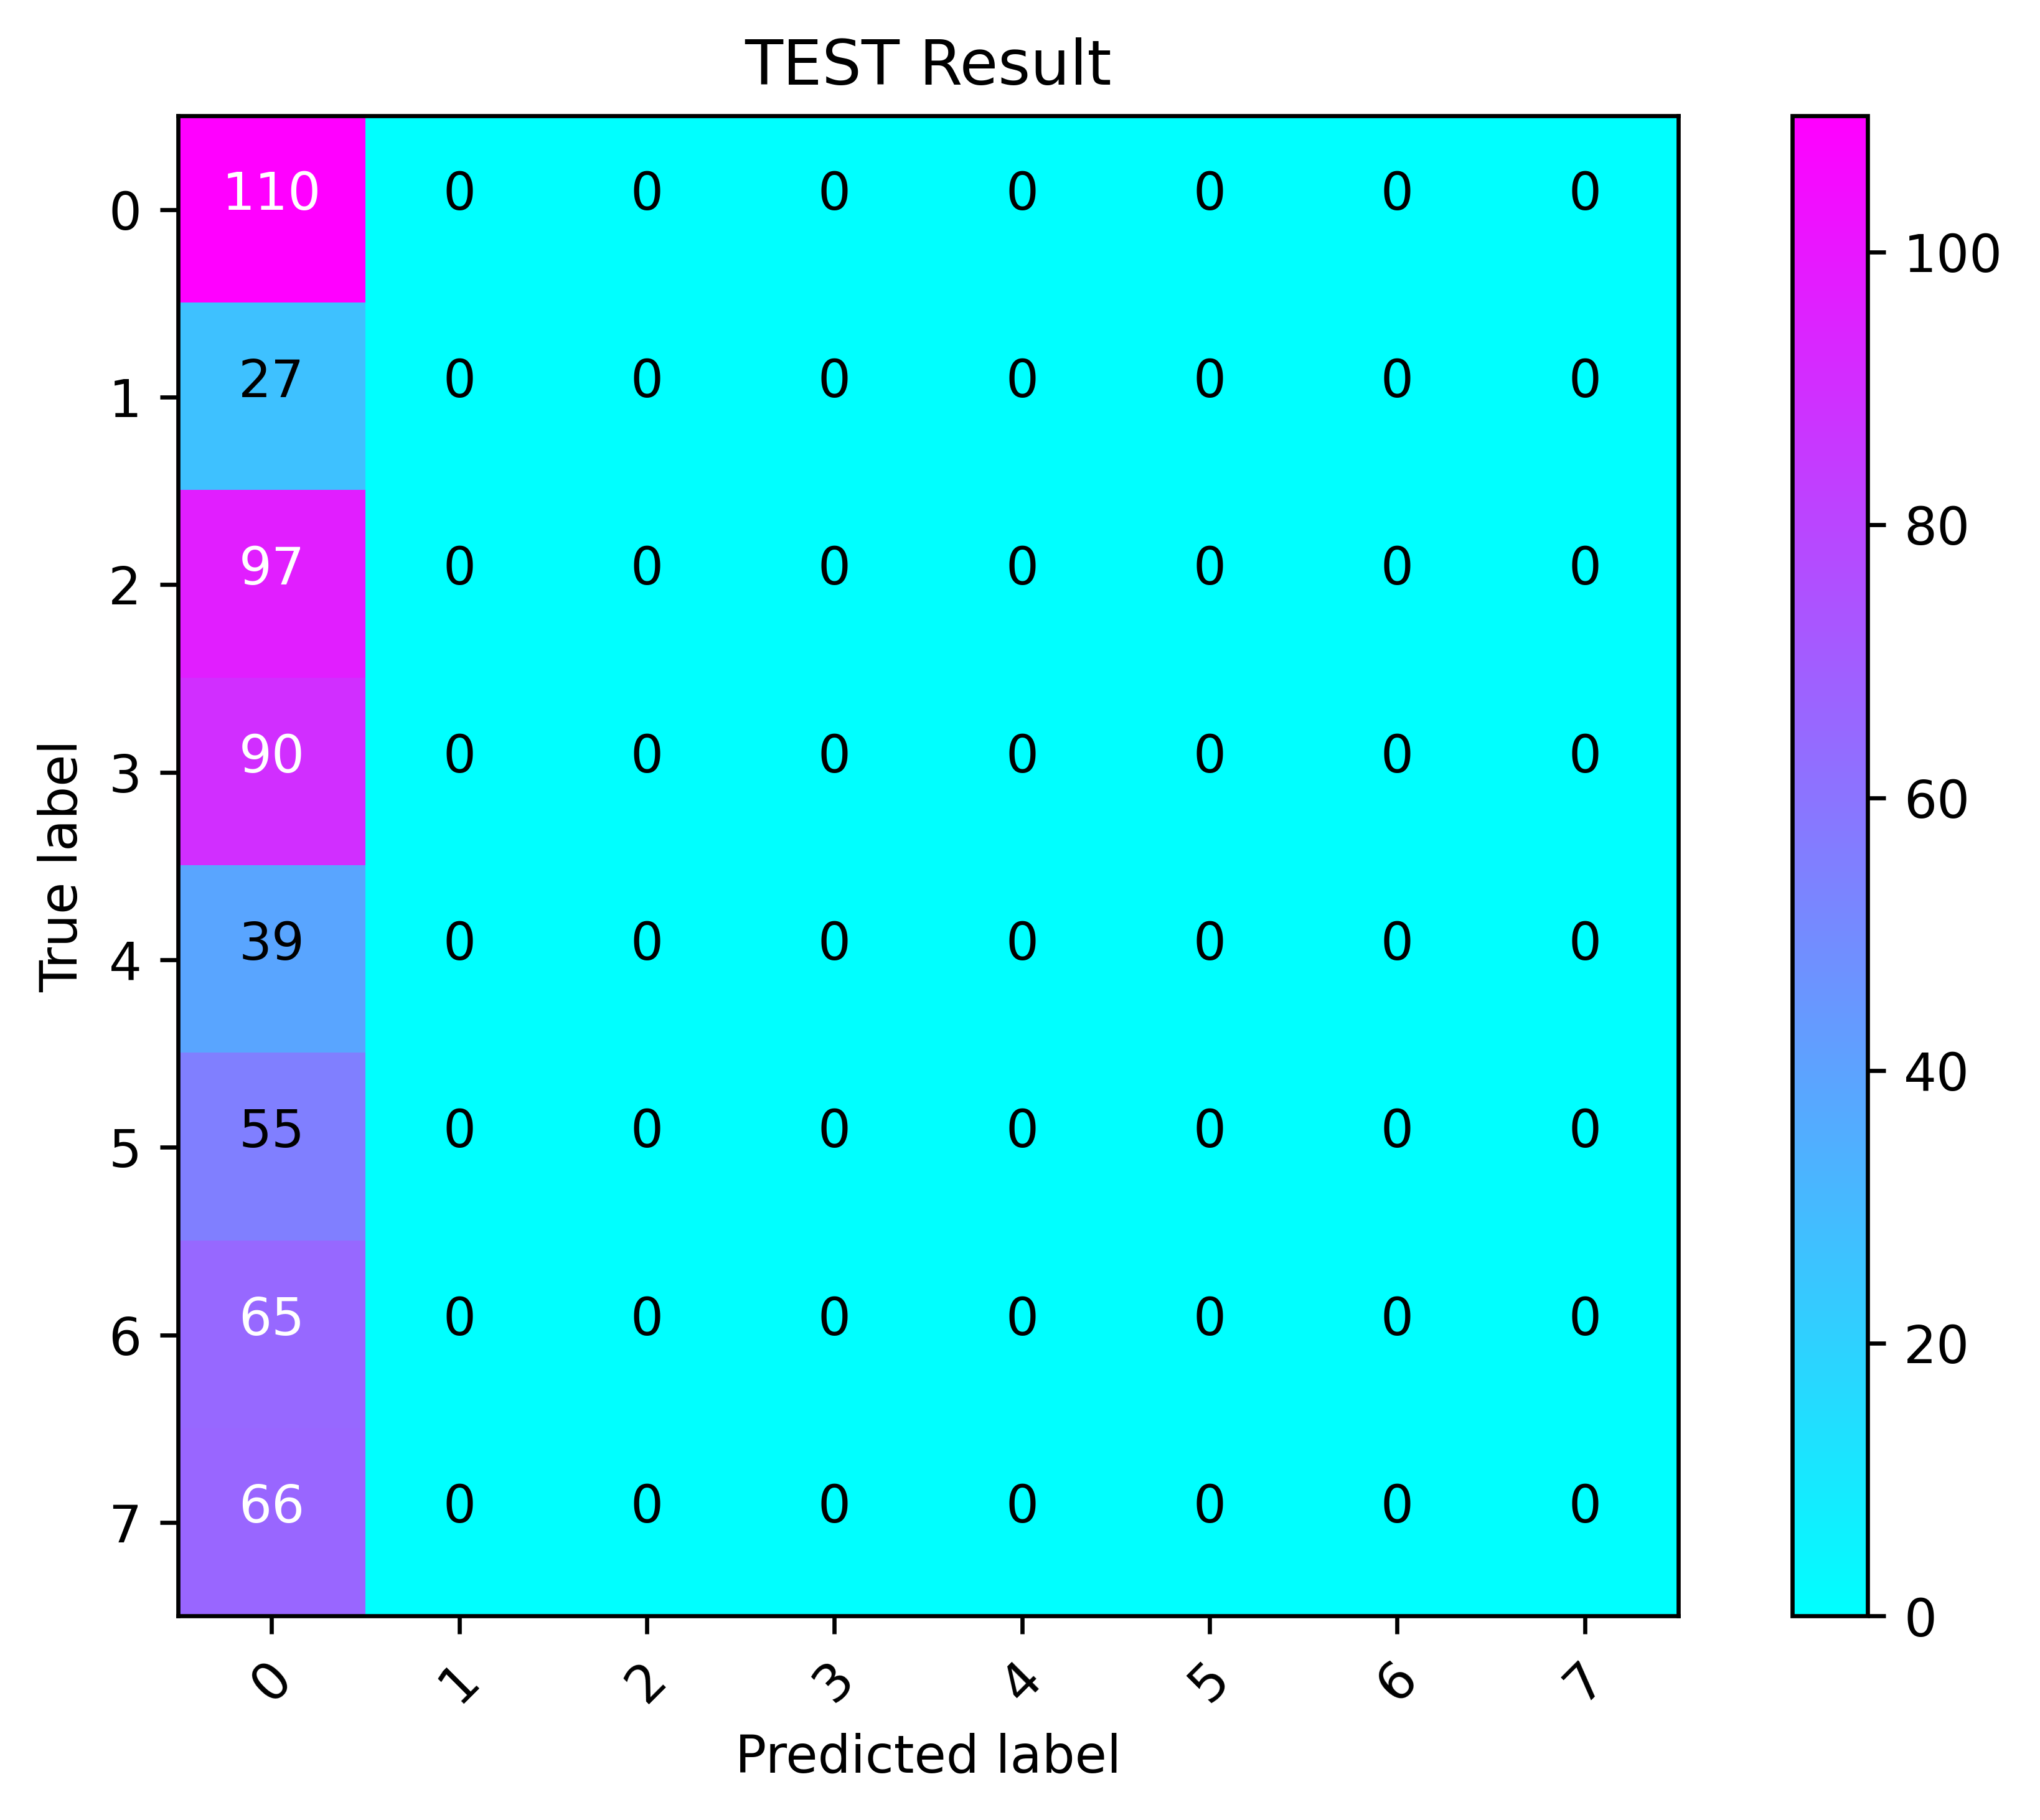 TEST Result
0 110 0 0 0 0 0 0 0
1 27 0 0 0 0 0 0 0
2 97 0 0 0 0 0 0 0
3 90 0 0 0 0 0 0 0
4 39 0 0 0 0 0 0 0
5 55 0 0 0 0 0 0 0
6 65 0 0 0 0 0 0 0
7 66 0 0 0 0 0 0 0
0 1 2 3 4 5 6 7
Predicted label
True label
100
80
60
40
20
0